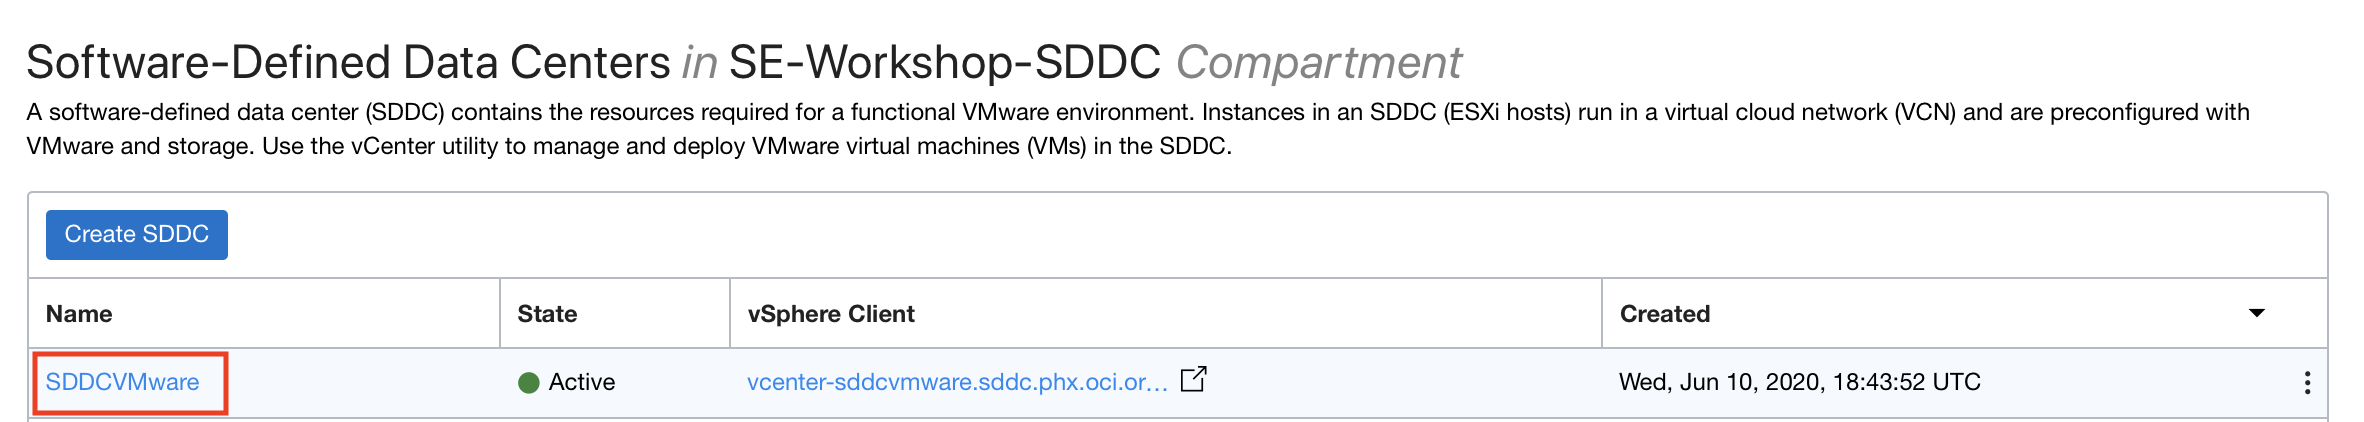 Software-Defined Data Centers in SE-Workshop-SDDC Compartment
A software-defined data center (SDDC) contains the resources required for a functional VMware environment. Instances in an SDDC (ESXi hosts) run in a virtual cloud network (VCN) and are preconfigured with
VMware and storage. Use the vCenter utility to manage and deploy VMware virtual machines (VMs) in the SDDC.
Create SDDC
Name State vSphere Client Created
SDDCVMware Active vcenter-sddcvmware.sddc.phx.oci.or... Wed, Jun 10, 2020, 18:43:52 UTC